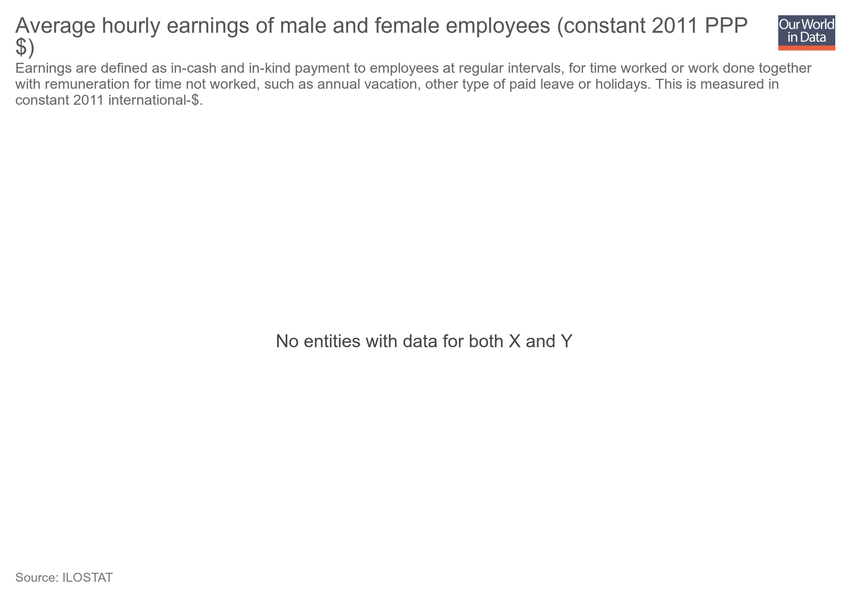 Average hourly earnings of male and female employees (constant 2011 PPP
$)
Our World
in Data
Earnings are defined as in-cash and in-kind payment to employees at regular intervals, for time worked or work done together
with remuneration for time not worked, such as annual vacation, other type of paid leave or holidays. This is measured in
constant 2011 international-$.
No entities with data for both X and Y
Source: ILOSTAT